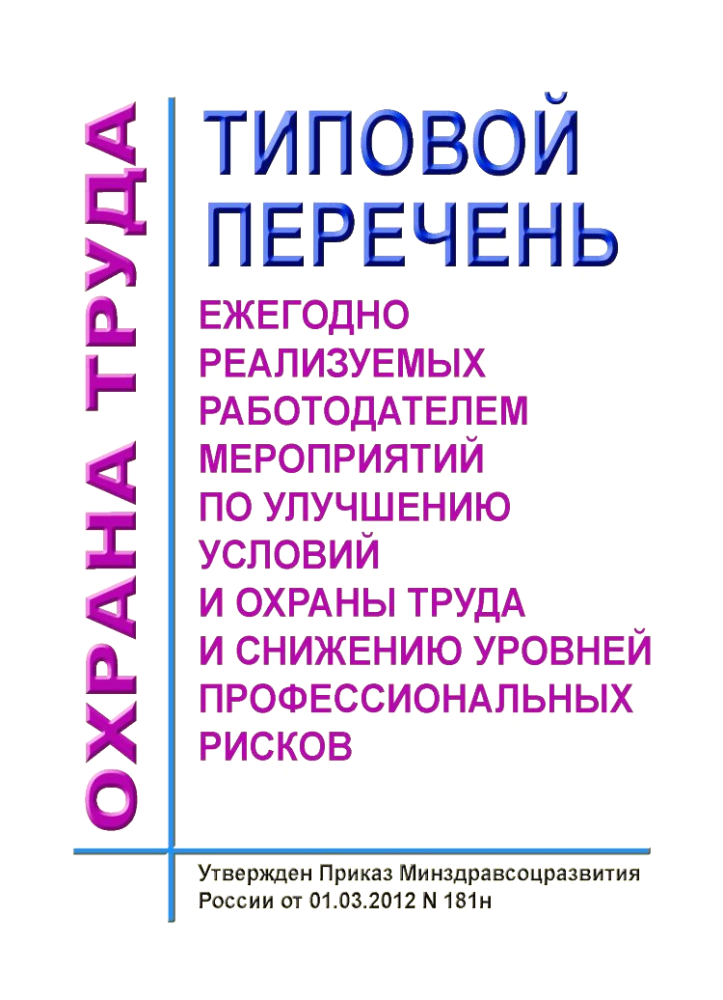 ОХРАНА ТРУДА
ТИПОВОЙ
ПЕРЕЧЕНЬ
ЕЖЕГОДНО
РЕАЛИЗУЕМЫХ
РАБОТОДАТЕЛЕМ
МЕРОПРИЯТИЙ
ПО УЛУЧШЕНИЮ
УСЛОВИЙ
И ОХРАНЫ ТРУДА
И СНИЖЕНИЮ УРОВНЕЙ
ПРОФЕССИОНАЛЬНЫХ
РИСКОВ
Утвержден Приказ Минздравсоцразвития
России от 01.03.2012 N 181н